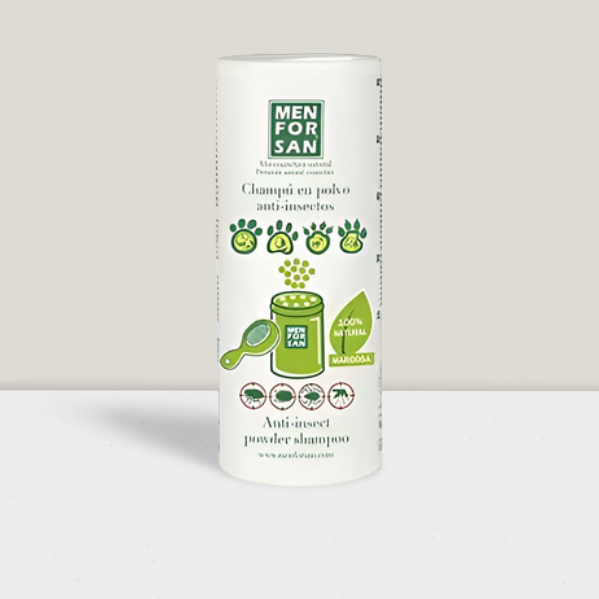 MEN
FOR
SAN
Champú en polvo
anti-insectos
MEN
FOR
SAN
100%
NATURAL
MARGOSA
Anti-insect
powder shampoo
www.menforsan.com